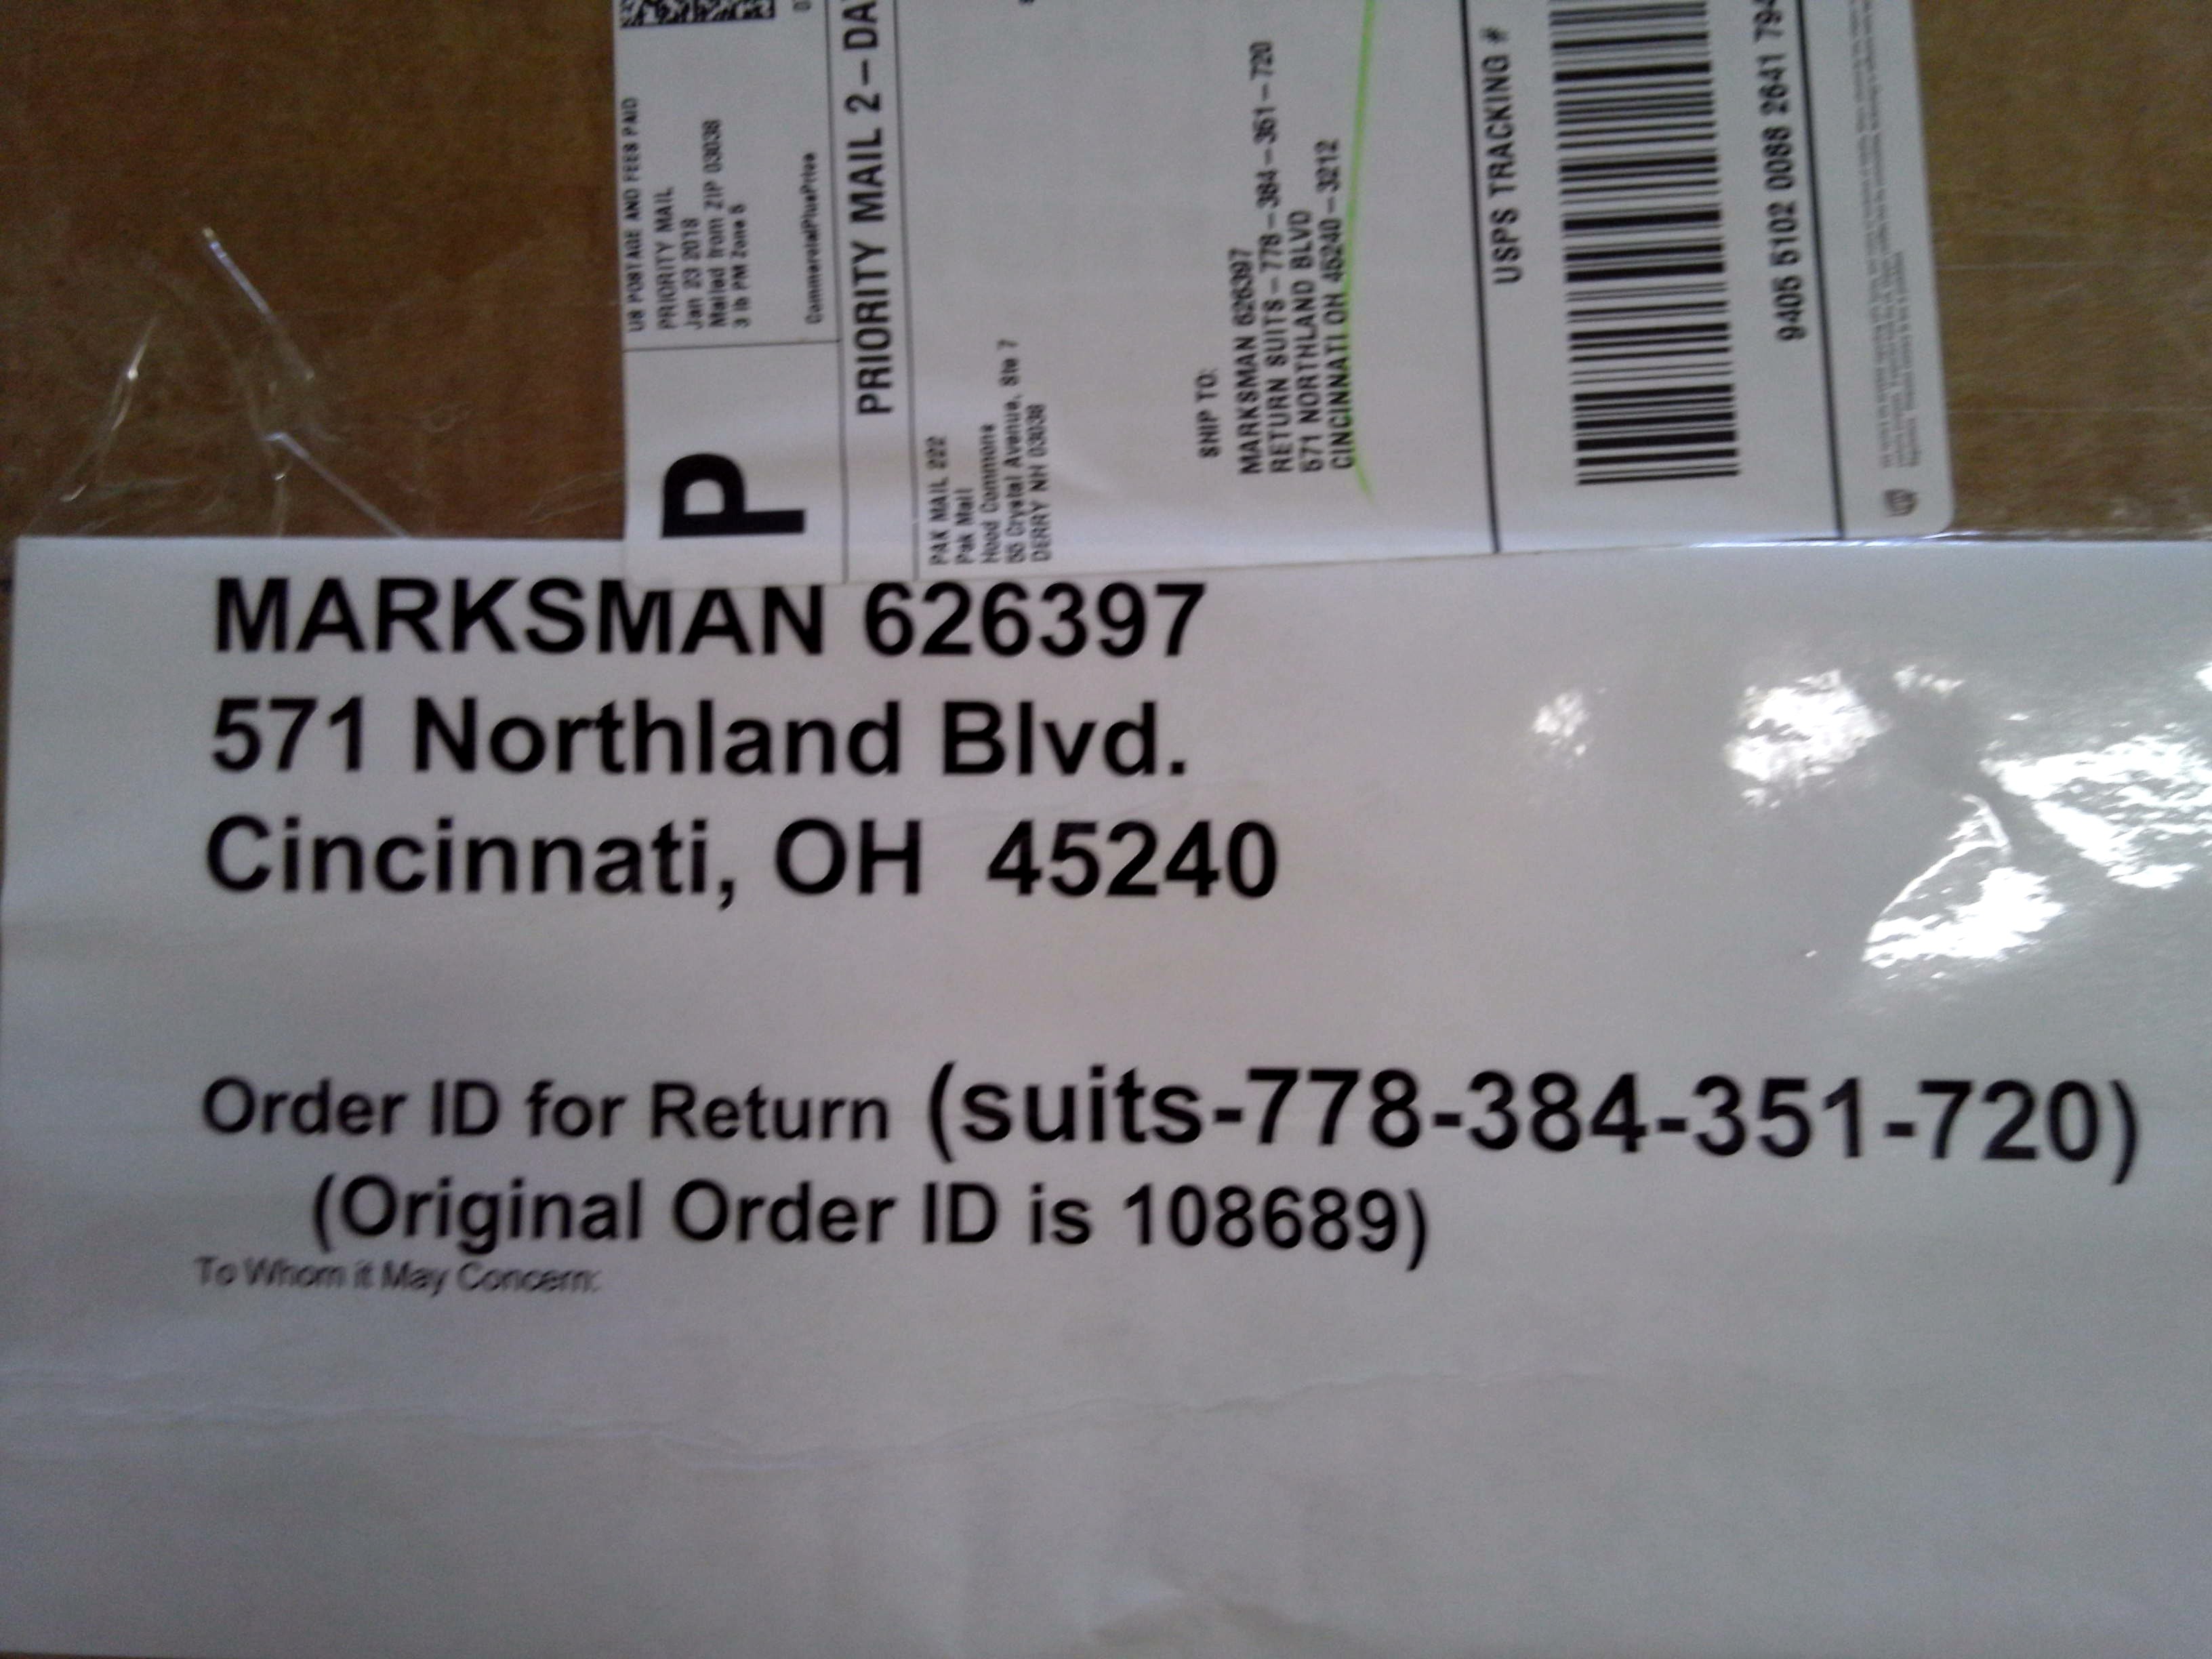 US POSTAGE AND FEES PAID
PRIORITY MAIL
Jan 23 2018
Mailed from ZIP 03038
3 lb PM Zone 5
CommercialPlusPrice
P
PRIORITY MAIL 2-DA
PAK MAIL 222
Pak Mail
Hood Commons
55 Crystal Avenue, Ste 7
DERRY NH 03038
SHIP TO:
MARKSMAN 626397
RETURN SUITS-778-384-351-720
571 NORTHLAND BLVD
CINCINNATI OH 45240-3212
USPS TRACKING #
9405 5102 0088 2641 794
MARKSMAN 626397
571 Northland Blvd.
Cincinnati, OH 45240
Order ID for Return (suits-778-384-351-720)
(Original Order ID is 108689)
To Whom it May Concern: